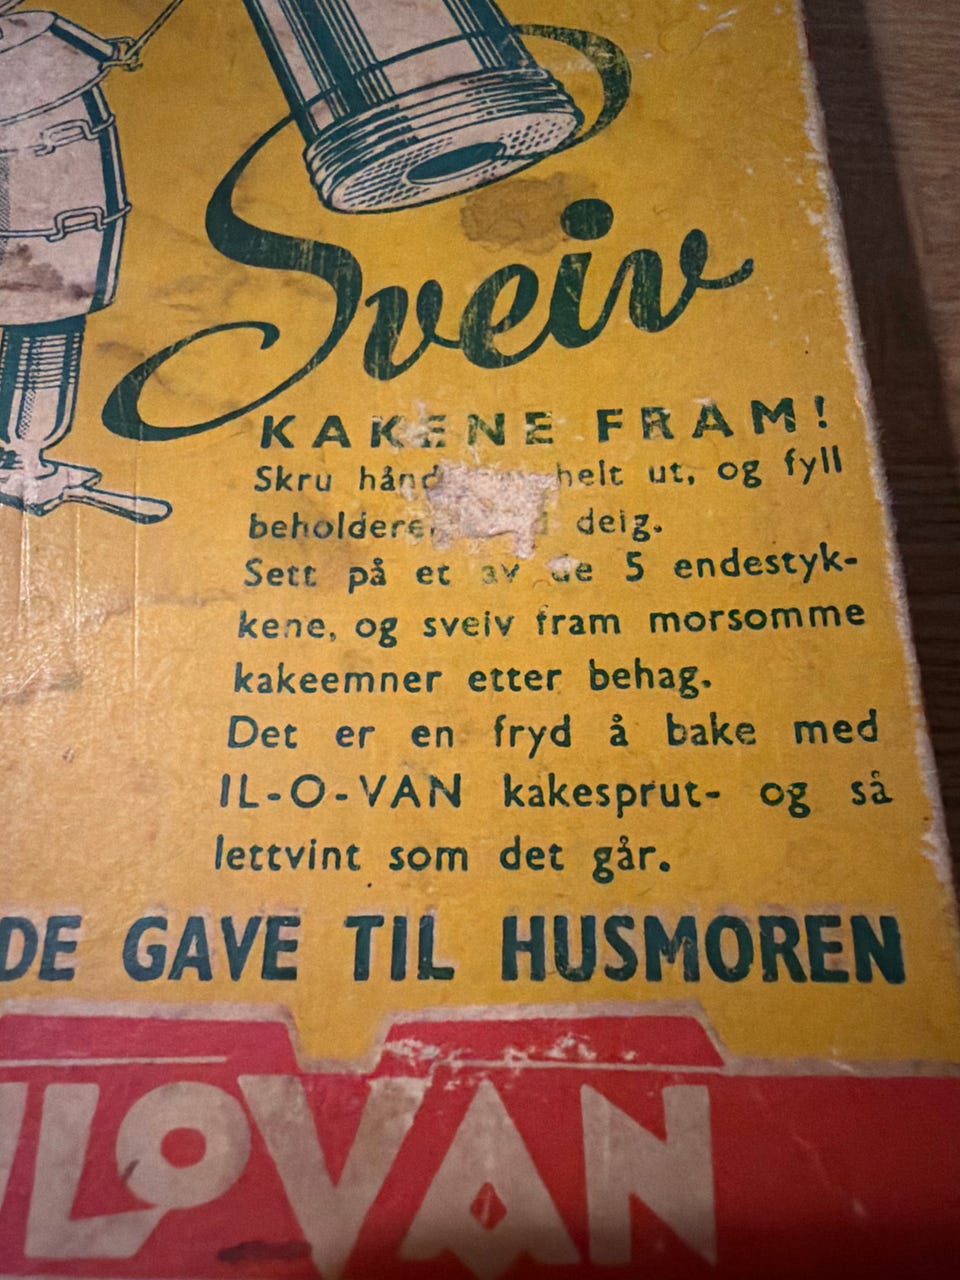 Sveiv
KAKENE FRAM!
Skru helt ut, og fyll
deig.
Sett på et av de 5 endestyk-
kene, og sveiv fram morsomme
kakeemner etter behag.
Det er en fryd å bake med
IL-O-VAN kakesprut- og så
lettvint som det går.
DE GAVE TIL HUSMOREN
ILOVAN